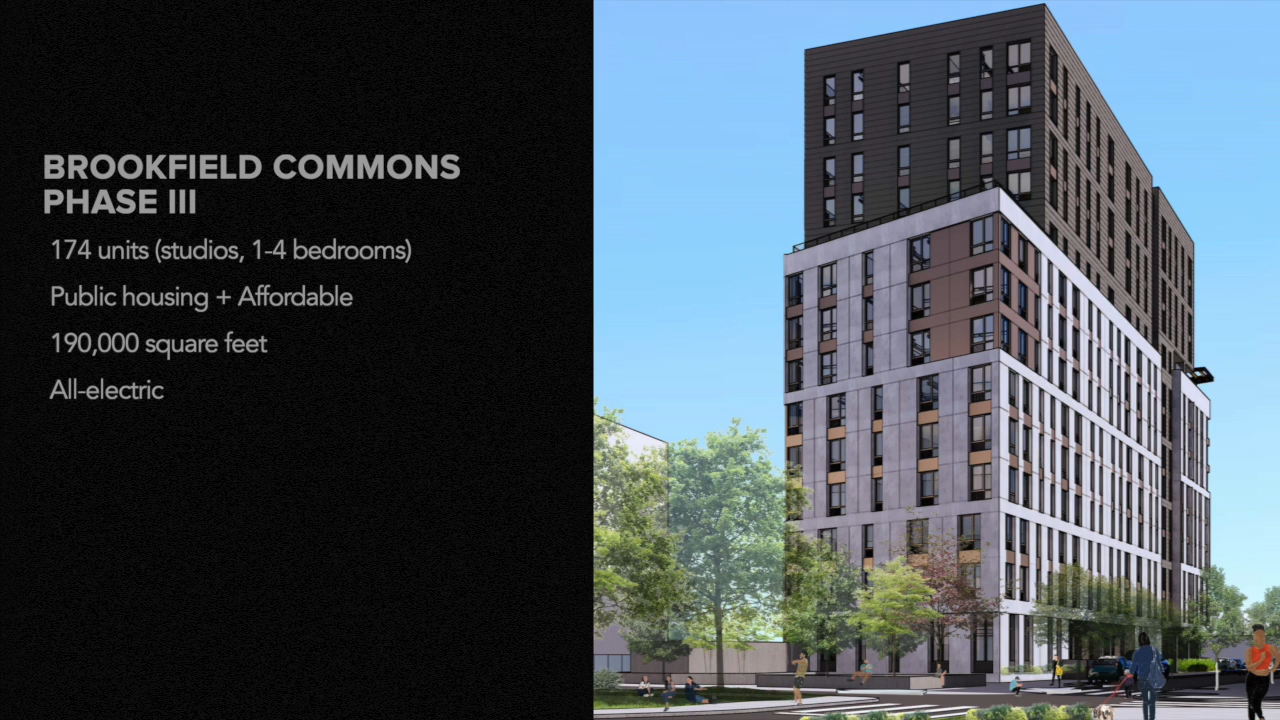 BROOKFIELD COMMONS
PHASE III
174 units (studios, 1-4 bedrooms)
Public housing + Affordable
190,000 square feet
All-electric